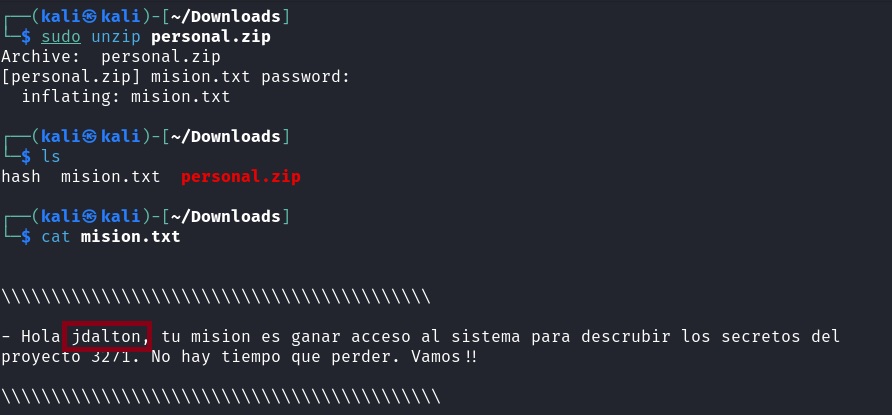 ┌──(kali㉿kali)-[~/Downloads]
└─$ sudo unzip personal.zip
Archive:  personal.zip
[personal.zip] mision.txt password:
  inflating: mision.txt
┌──(kali㉿kali)-[~/Downloads]
└─$ ls
hash  mision.txt  personal.zip
┌──(kali㉿kali)-[~/Downloads]
└─$ cat mision.txt
\\\\\\\\\\\\\\\\\\\\\\\\\\\\\\\\\\\\\\\\\\\
- Hola jdalton, tu mision es ganar acceso al sistema para descrubir los secretos del
proyecto 3271. No hay tiempo que perder. Vamos!!
\\\\\\\\\\\\\\\\\\\\\\\\\\\\\\\\\\\\\\\\\\\\